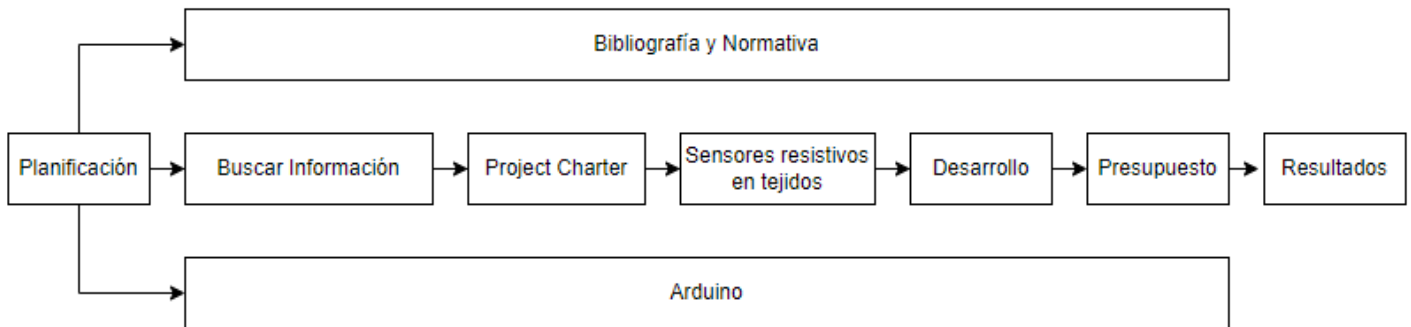 Bibliografía y Normativa
Planificación
Buscar Información
Project Charter
Sensores resistivos
en tejidos
Desarrollo
Presupuesto
Resultados
Arduino